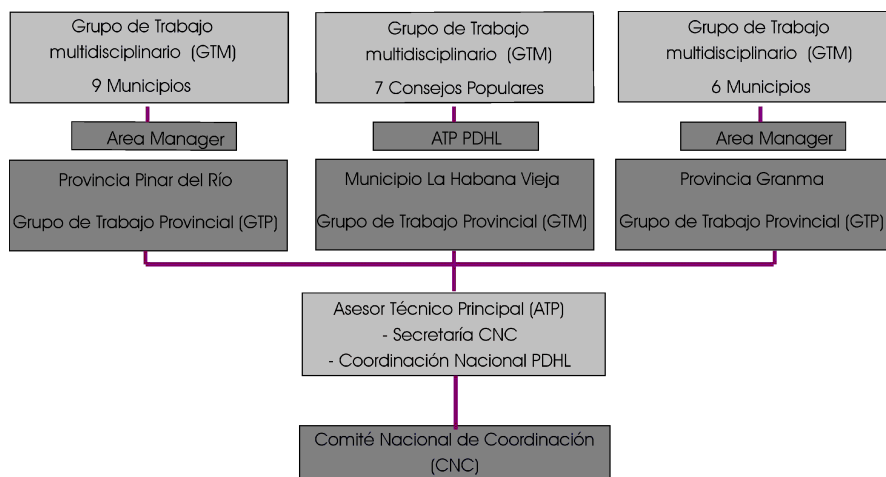 Grupo de Trabajo
multidisciplinario (GTM)
9 Municipios
Grupo de Trabajo
multidisciplinario (GTM)
7 Consejos Populares
Grupo de Trabajo
multidisciplinario (GTM)
6 Municipios
Area Manager
ATP PDHL
Area Manager
Provincia Pinar del Río
Grupo de Trabajo Provincial (GTP)
Municipio La Habana Vieja
Grupo de Trabajo Provincial (GTM)
Provincia Granma
Grupo de Trabajo Provincial (GTP)
Asesor Técnico Principal (ATP)
- Secretaría CNC
- Coordinación Nacional PDHL
Comité Nacional de Coordinación
(CNC)